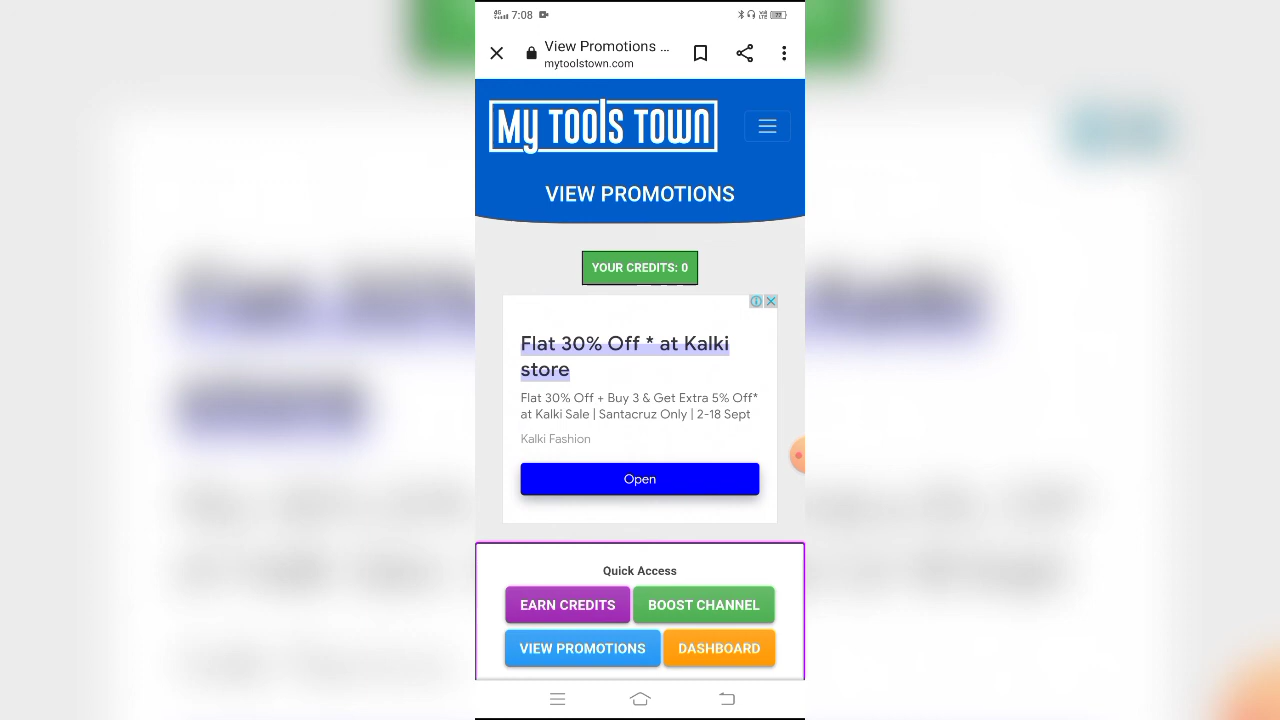 4G 7:08
View Promotions ...
mytoolstown.com
My Tools Town
VIEW PROMOTIONS
YOUR CREDITS: 0
Flat 30% Off * at Kalki
store
Flat 30% Off + Buy 3 & Get Extra 5% Off*
at Kalki Sale | Santacruz Only | 2-18 Sept
Kalki Fashion
Open
Quick Access
EARN CREDITS BOOST CHANNEL
VIEW PROMOTIONS DASHBOARD